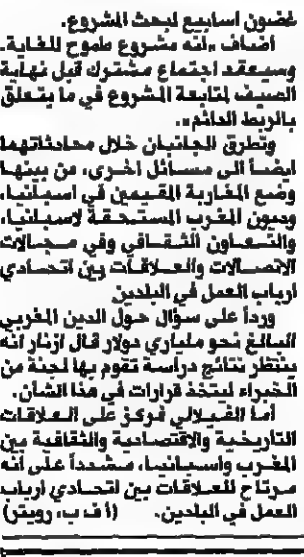 غضون اسابيع لبحث المشروع.
اضاف «انه مشروع طموح للغاية.
وسيعقد اجتماع مشترك قبل نهاية
الصيف لمتابعة المشروع في ما يتعلق
بالربط الدائم».
وتطرق الجانبان خلال محادثاتهما
ايضاً الى مسائل اخرى، من بينها
وضع المغاربة المقيمين في اسبانيا،
وديون المغرب المستحقة لاسبانيا،
والتعاون الثقافي وفي مجالات
الاتصالات والعلاقات بين اتحادي
ارباب العمل في البلدين.
ورداً على سؤال حول الدين المغربي
البالغ نحو ملياري دولار قال ازنار انه
ينتظر نتائج دراسة تقوم بها لجنة من
الخبراء ليتخذ قرارات في هذا الشأن.
أما الفيلالي فركز على العلاقات
التاريخية والاقتصادية والثقافية بين
المغرب واسبانيا، مشدداً على أنه
مرتاح للعلاقات بين اتحادي ارباب
العمل في البلدين. (أ ف ب، رويتر)